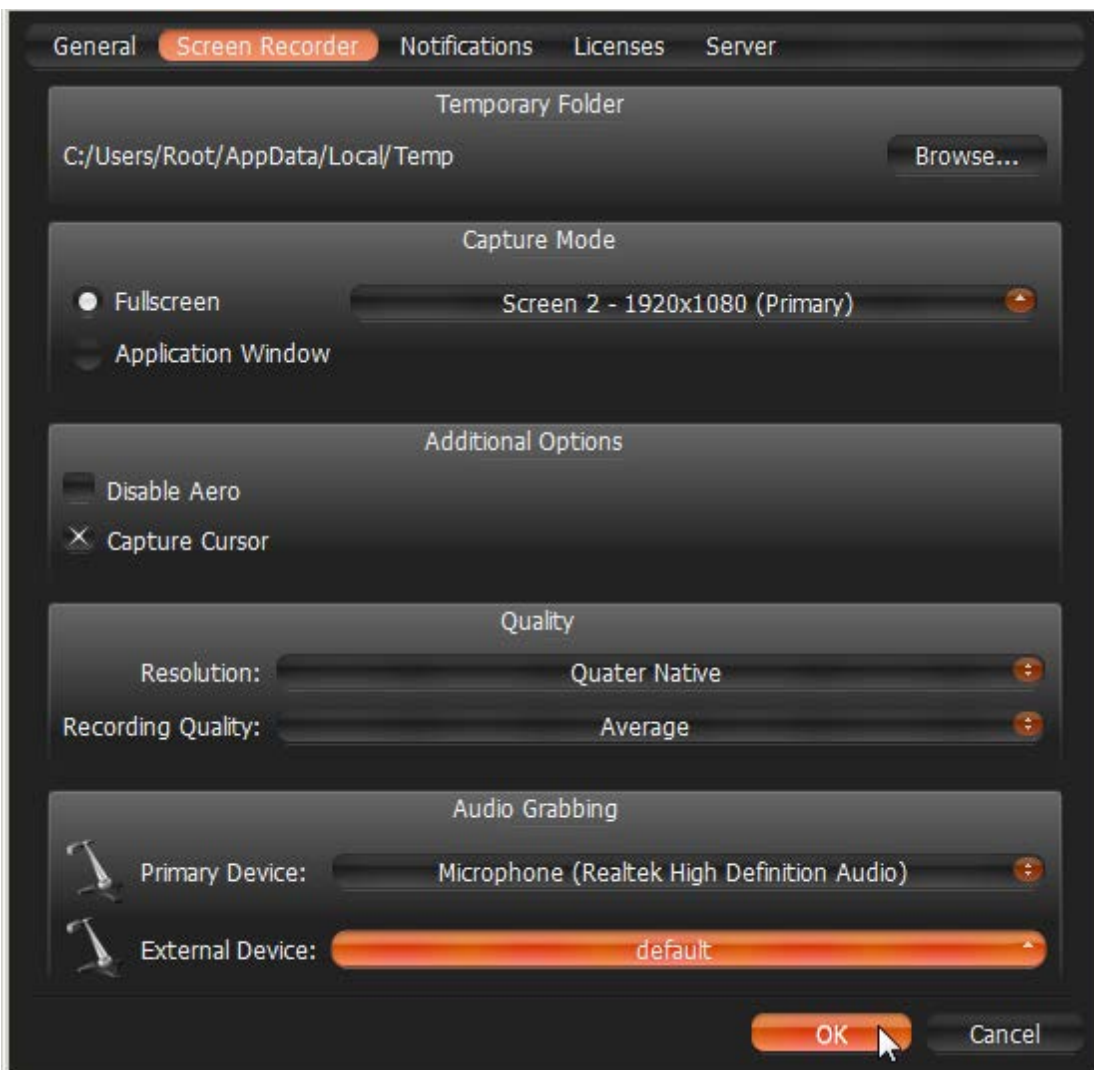 General Screen Recorder Notifications Licenses Server
Temporary Folder
C:/Users/Root/AppData/Local/Temp Browse...
Capture Mode
Fullscreen Screen 2 - 1920x1080 (Primary)
Application Window
Additional Options
Disable Aero
Capture Cursor
Quality
Resolution: Quater Native
Recording Quality: Average
Audio Grabbing
Primary Device: Microphone (Realtek High Definition Audio)
External Device: default
OK Cancel